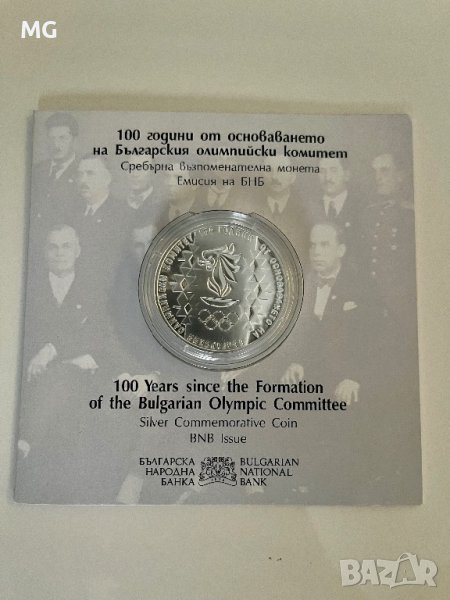 MG
100 години от основаването
на Българския олимпийски комитет
Сребърна възпоменателна монета
Емисия на БНБ
100 Years since the Formation
of the Bulgarian Olympic Committee
Silver Commemorative Coin
BNB Issue
БЪЛГАРСКА
НАРОДНА
БАНКА
BULGARIAN
NATIONAL
BANK
BAZAR